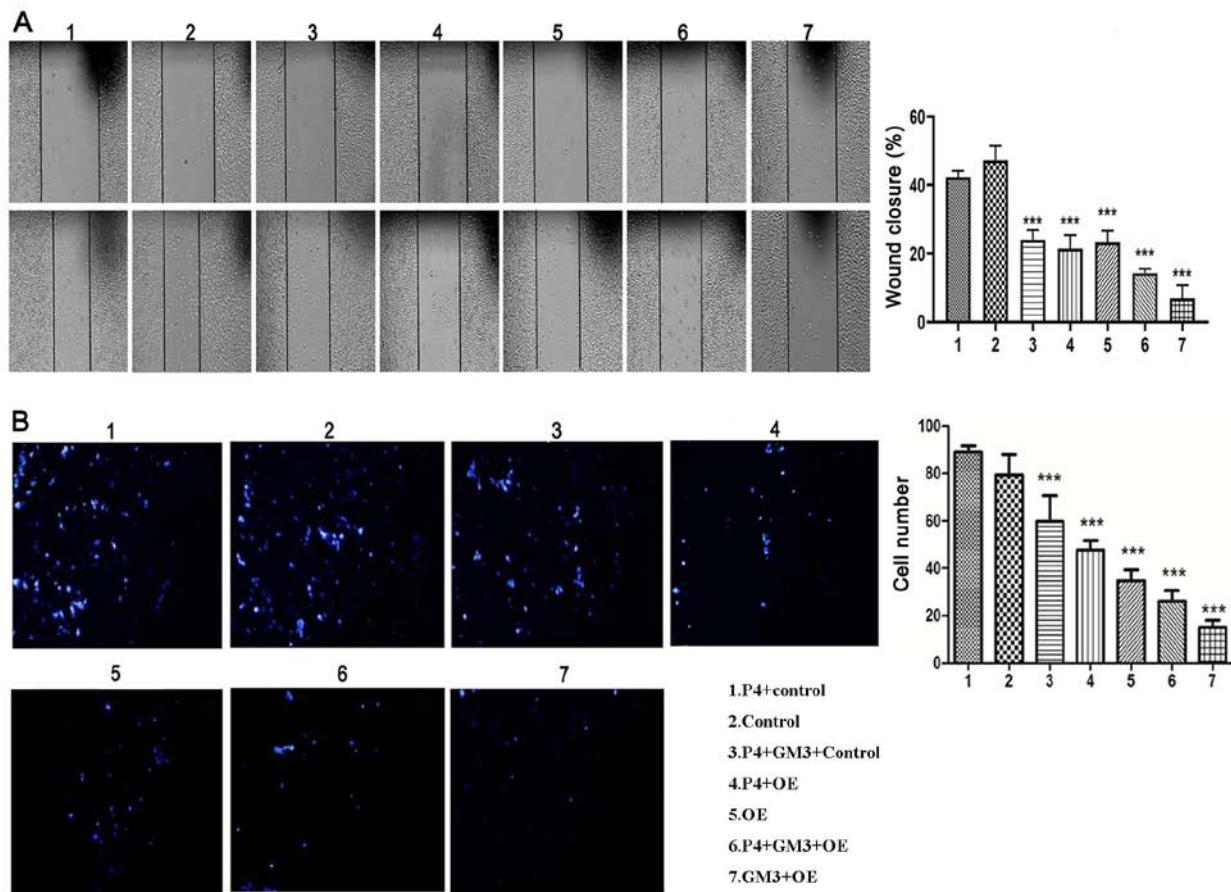 A
1 2 3 4 5 6 7
Wound closure (%)
60
40
20
0
*** *** *** *** ***
1 2 3 4 5 6 7
B
1 2 3 4
5 6 7
Cell number
100
80
60
40
20
0
*** *** *** *** ***
1 2 3 4 5 6 7
1.P4+control
2.Control
3.P4+GM3+Control
4.P4+OE
5.OE
6.P4+GM3+OE
7.GM3+OE